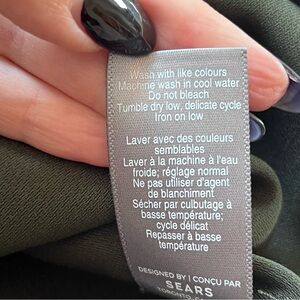 Wash with like colours
Machine wash in cool water
Do not bleach
Tumble dry low, delicate cycle
Iron on low
Laver avec des couleurs
semblables
Laver à la machine à l'eau
froide; réglage normal
Ne pas utiliser d'agent
de blanchiment
Sécher par culbutage à
basse température;
cycle délicat
Repasser à basse
température
DESIGNED BY | CONÇU PAR
SEARS
TORONTO,